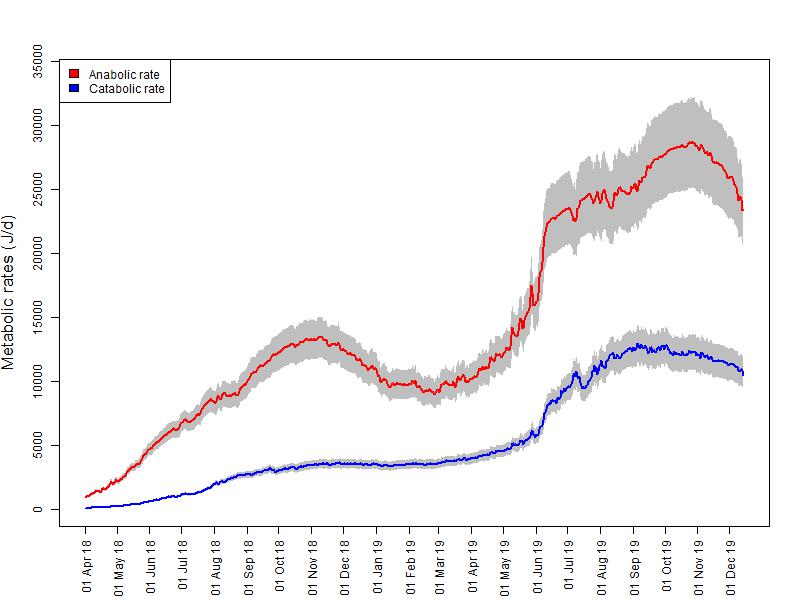 Anabolic rate
Catabolic rate
Metabolic rates (J/d)
35000
30000
25000
20000
15000
10000
5000
0
01 Apr 18
01 May 18
01 Jun 18
01 Jul 18
01 Aug 18
01 Sep 18
01 Oct 18
01 Nov 18
01 Dec 18
01 Jan 19
01 Feb 19
01 Mar 19
01 Apr 19
01 May 19
01 Jun 19
01 Jul 19
01 Aug 19
01 Sep 19
01 Oct 19
01 Nov 19
01 Dec 19